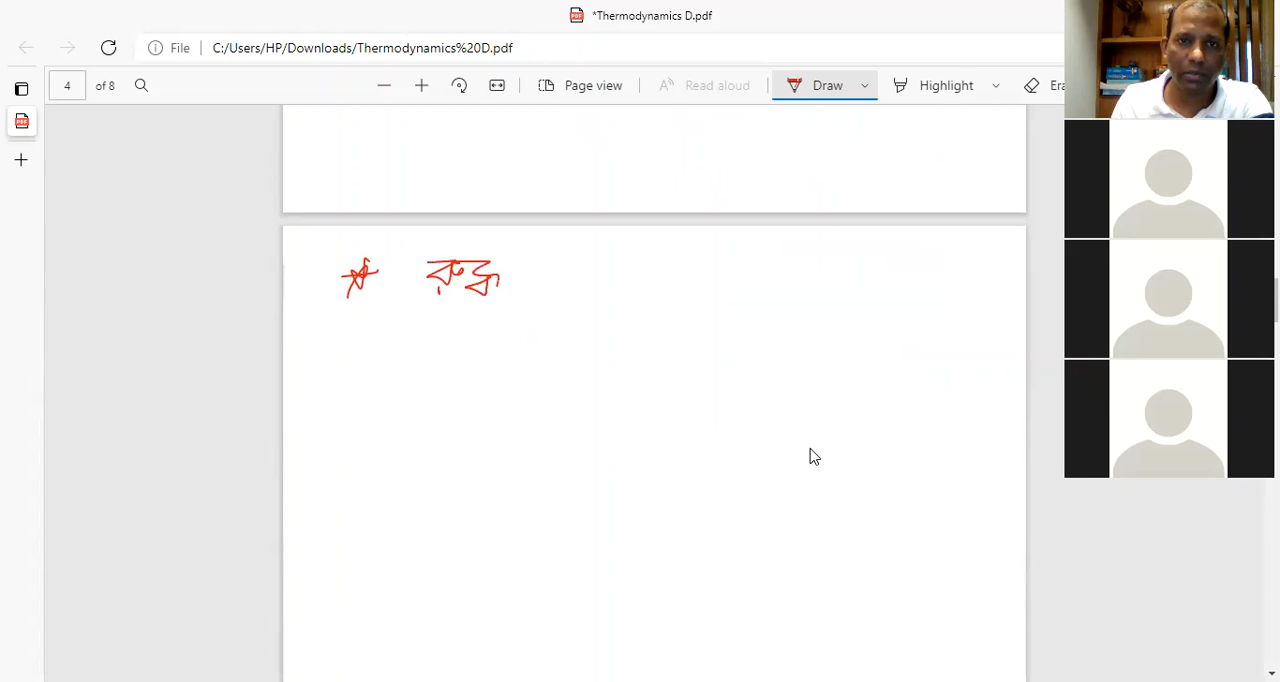 *Thermodynamics D.pdf
File C:/Users/HP/Downloads/Thermodynamics%20D.pdf
4 of 8 Page view Read aloud Draw Highlight Era
* রুদ্ধ